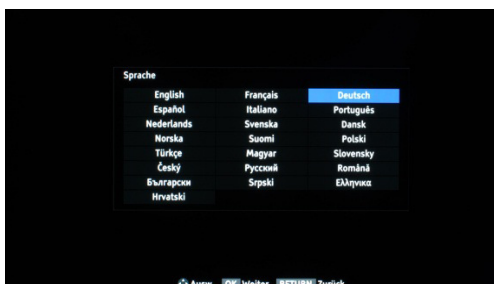 Sprache
English Français Deutsch
Español Italiano Português
Nederlands Svenska Dansk
Norska Suomi Polski
Türkçe Magyar Slovensky
Český Русский Română
Български Srpski Ελληνικα
Hrvatski
Ausw. OK Weiter RETURN Zurück